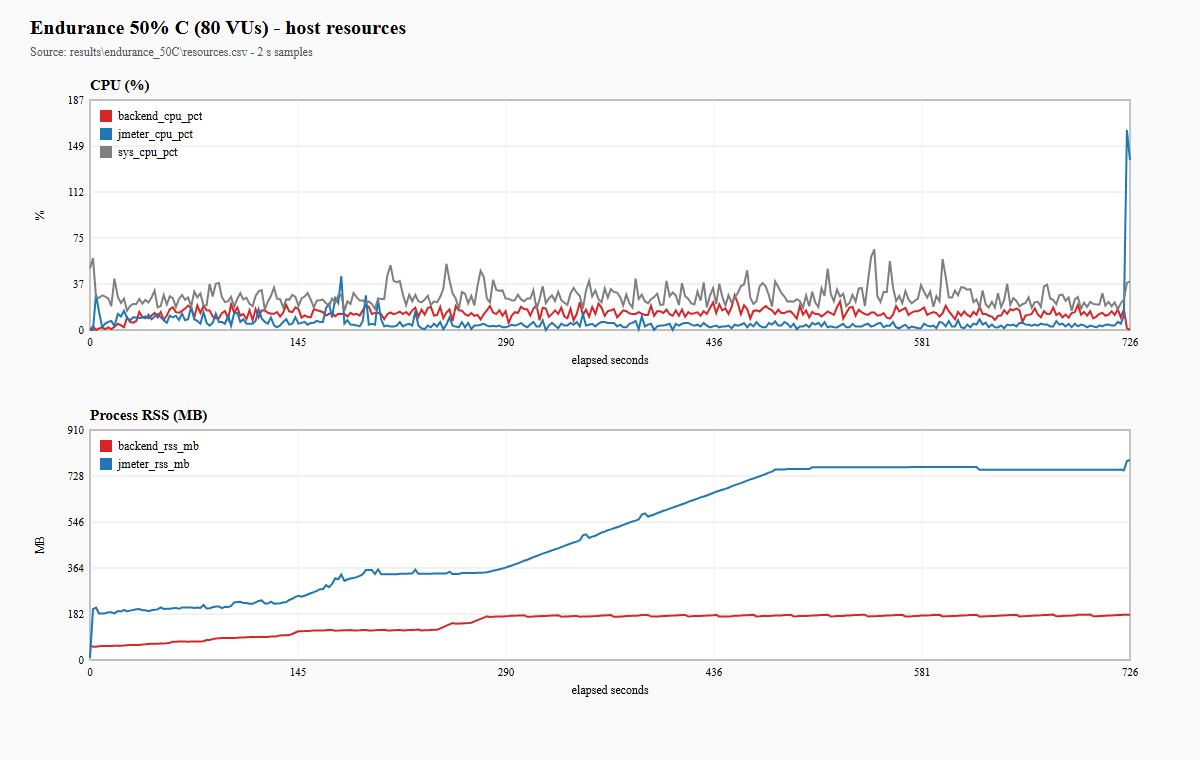 Endurance 50% C (80 VUs) - host resources
Source: results\endurance_50C\resources.csv - 2 s samples
CPU (%)
187
149
112
75
37
0
%
backend_cpu_pct
jmeter_cpu_pct
sys_cpu_pct
0 145 290 436 581 726
elapsed seconds
Process RSS (MB)
910
728
546
364
182
0
MB
backend_rss_mb
jmeter_rss_mb
0 145 290 436 581 726
elapsed seconds